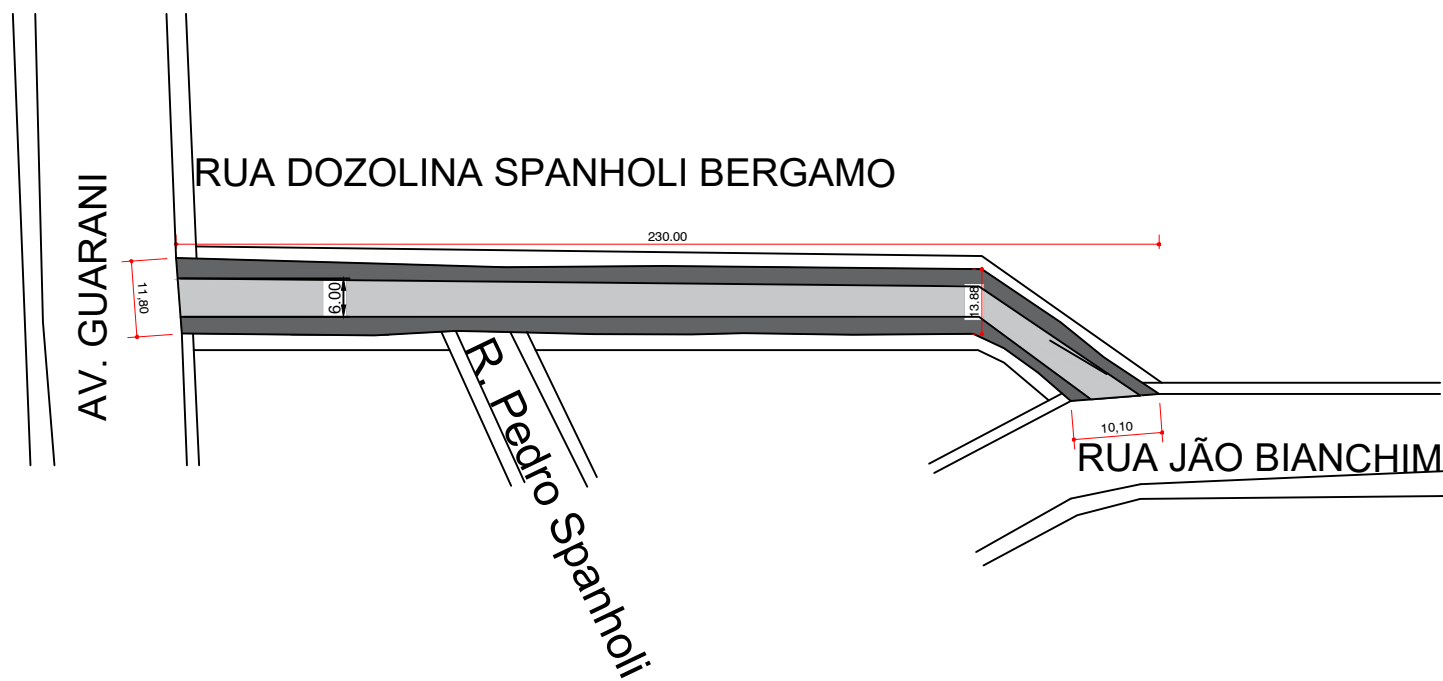 RUA DOZOLINA SPANHOLI BERGAMO
AV. GUARANI
230.00
11,80
6.00
13.88
R. Pedro Spanholi
10,10
RUA JÃO BIANCHIM